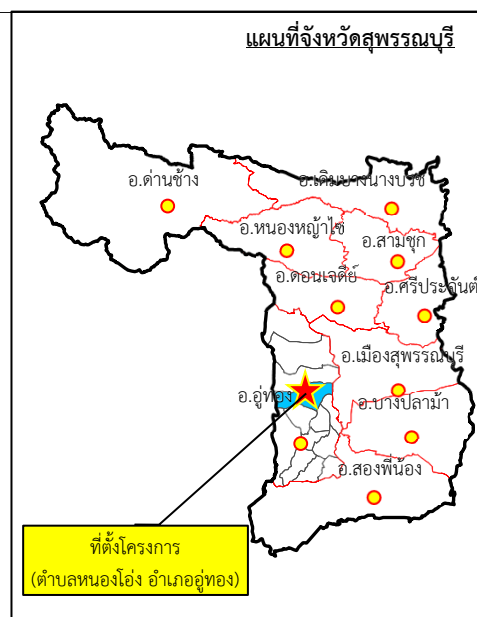 แผนที่จังหวัดสุพรรณบุรี
อ.ด่านช้าง
อ.เดิมบางนางบวช
อ.หนองหญ้าไซ
อ.สามชุก
อ.ดอนเจดีย์
อ.ศรีประจันต์
อ.เมืองสุพรรณบุรี
อ.อู่ทอง
อ.บางปลาม้า
อ.สองพี่น้อง
ที่ตั้งโครงการ
(ตำบลหนองโอ่ง อำเภออู่ทอง)